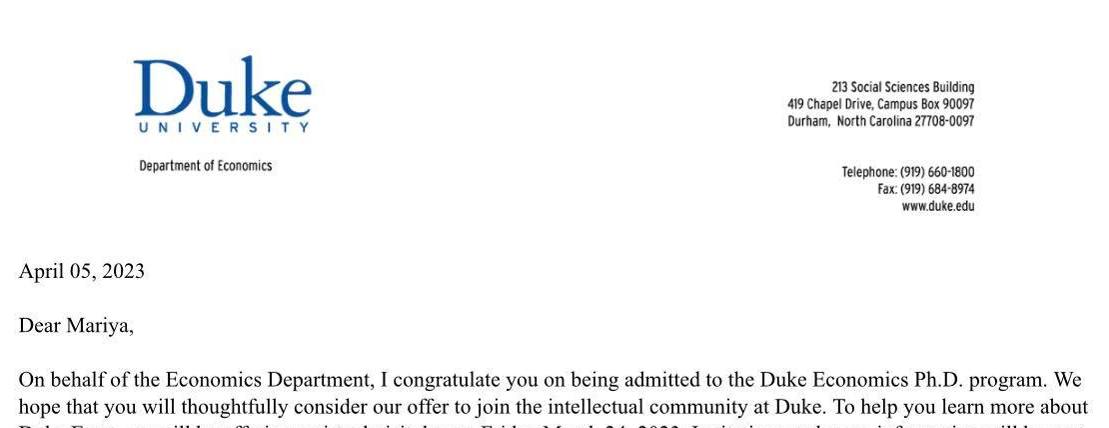 Duke
UNIVERSITY
Department of Economics
213 Social Sciences Building
419 Chapel Drive, Campus Box 90097
Durham, North Carolina 27708-0097
Telephone: (919) 660-1800
Fax: (919) 684-8974
www.duke.edu
April 05, 2023
Dear Mariya,
On behalf of the Economics Department, I congratulate you on being admitted to the Duke Economics Ph.D. program. We
hope that you will thoughtfully consider our offer to join the intellectual community at Duke. To help you learn more about